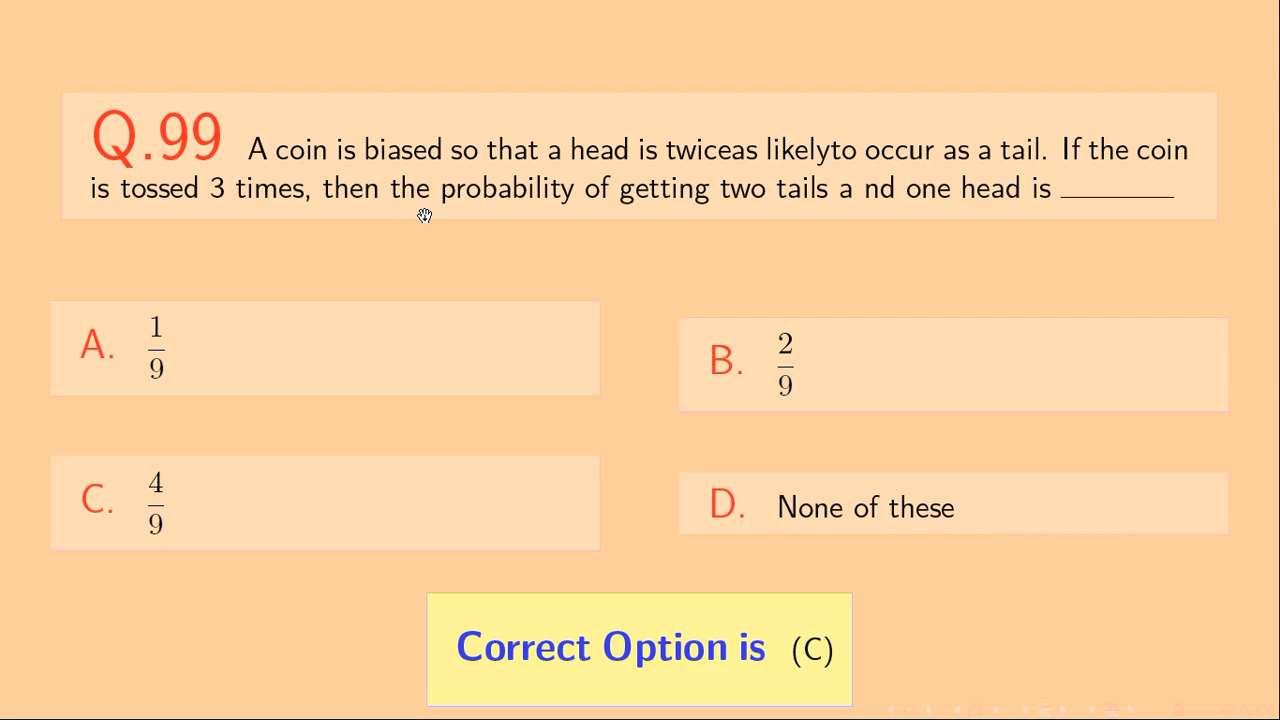 Q.99 A coin is biased so that a head is twiceas likelyto occur as a tail. If the coin
is tossed 3 times, then the probability of getting two tails a nd one head is ________
A. 1/9
B. 2/9
C. 4/9
D. None of these
Correct Option is (C)